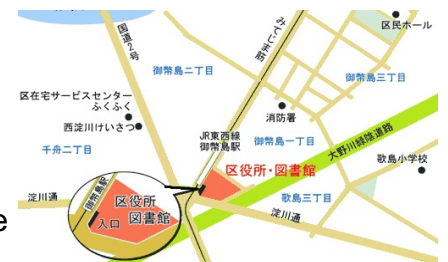 国道2号
みてじま筋
区民ホール
御幣島二丁目
御幣島三丁目
区在宅サービスセンター
ふくふく
西淀川けいさつ
消防署
JR東西線
御幣島駅
御幣島一丁目
大野川緑陰道路
千舟二丁目
区役所・図書館
歌島小学校
歌島三丁目
淀川通
淀川通
御幣島駅
区役所
図書館
入口
e